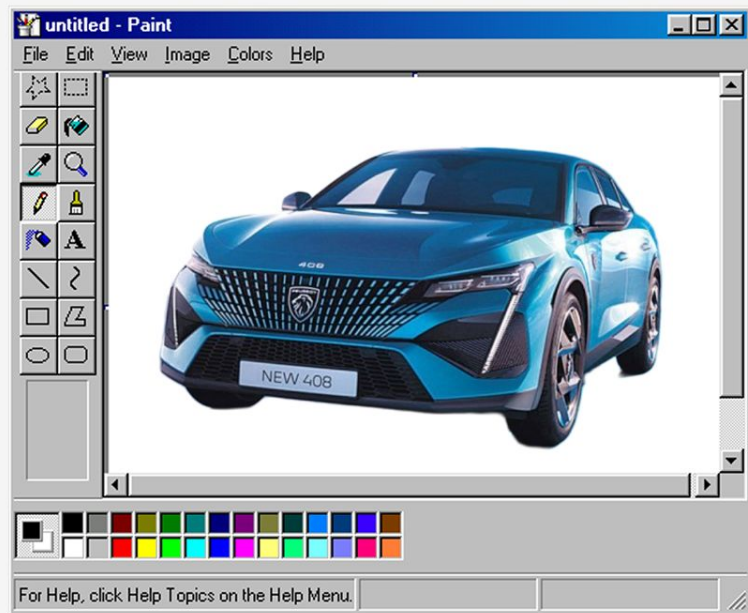 untitled - Paint
File Edit View Image Colors Help
A
408
PEUGEOT
NEW 408
For Help, click Help Topics on the Help Menu.